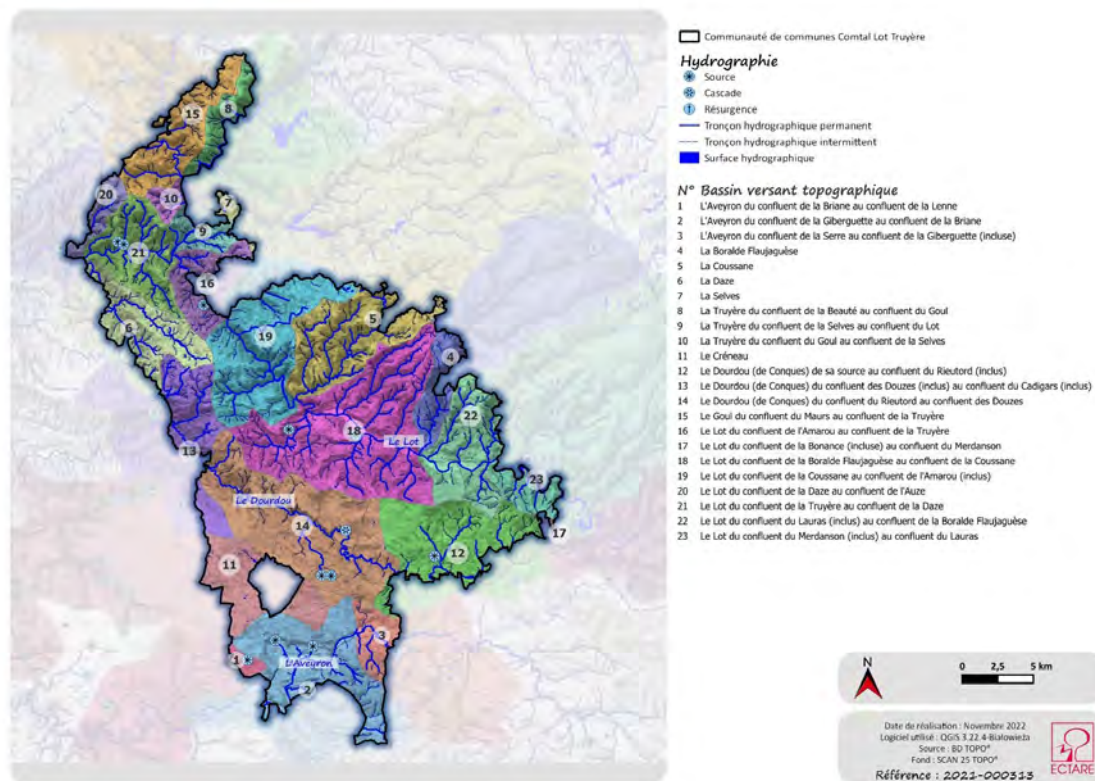 Communauté de communes Comtal Lot Truyère
Hydrographie
Source
Cascade
Résurgence
Tronçon hydrographique permanent
Tronçon hydrographique intermittent
Surface hydrographique
N° Bassin versant topographique
1 L'Aveyron du confluent de la Briane au confluent de la Lenne
2 L'Aveyron du confluent de la Giberguette au confluent de la Briane
3 L'Aveyron du confluent de la Serre au confluent de la Giberguette (incluse)
4 La Boralde Flaujaguèse
5 La Coussane
6 La Daze
7 La Selves
8 La Truyère du confluent de la Beauté au confluent du Goul
9 La Truyère du confluent de la Selves au confluent du Lot
10 La Truyère du confluent du Goul au confluent de la Selves
11 Le Créneau
12 Le Dourdou (de Conques) de sa source au confluent du Rieutord (inclus)
13 Le Dourdou (de Conques) du confluent des Douzes (inclus) au confluent du Cadigars (inclus)
14 Le Dourdou (de Conques) du confluent du Rieutord au confluent des Douzes
15 Le Goul du confluent du Maurs au confluent de la Truyère
16 Le Lot du confluent de l'Amarou au confluent de la Truyère
17 Le Lot du confluent de la Bonance (incluse) au confluent du Merdanson
18 Le Lot du confluent de la Boralde Flaujaguèse au confluent de la Coussane
19 Le Lot du confluent de la Coussane au confluent de l'Amarou (inclus)
20 Le Lot du confluent de la Daze au confluent de l'Auze
21 Le Lot du confluent de la Truyère au confluent de la Daze
22 Le Lot du confluent du Lauras (inclus) au confluent de la Boralde Flaujaguèse
23 Le Lot du confluent du Merdanson (inclus) au confluent du Lauras
15
8
20
10
7
9
21
16
6
19
5
4
22
18
Le Lot
13
23
Le Dourdou
17
14
12
11
3
1
L'Aveyron
2
N
0 2,5 5 km
Date de réalisation : Novembre 2022
Logiciel utilisé : QGIS 3.22.4-Białowieża
Source : BD TOPO®
Fond : SCAN 25 TOPO®
Référence : 2021-000313
ECTARE